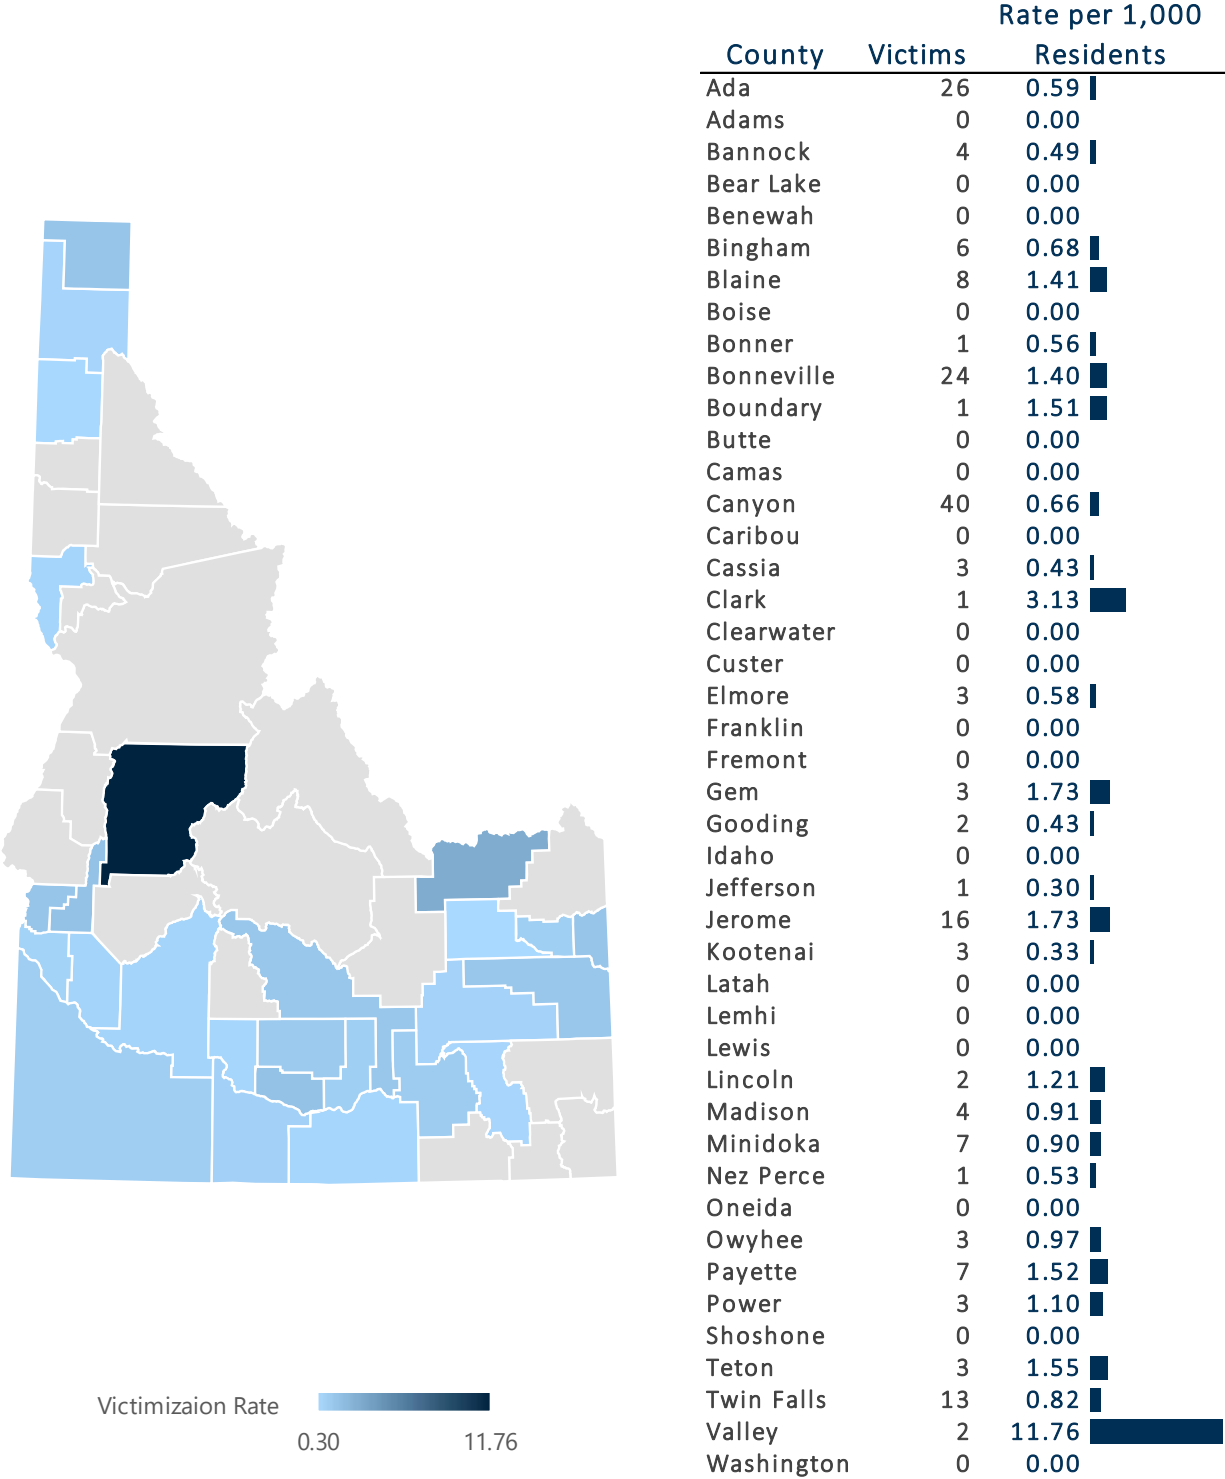 Rate per 1,000
County Victims Residents
Ada 26 0.59
Adams 0 0.00
Bannock 4 0.49
Bear Lake 0 0.00
Benewah 0 0.00
Bingham 6 0.68
Blaine 8 1.41
Boise 0 0.00
Bonner 1 0.56
Bonneville 24 1.40
Boundary 1 1.51
Butte 0 0.00
Camas 0 0.00
Canyon 40 0.66
Caribou 0 0.00
Cassia 3 0.43
Clark 1 3.13
Clearwater 0 0.00
Custer 0 0.00
Elmore 3 0.58
Franklin 0 0.00
Fremont 0 0.00
Gem 3 1.73
Gooding 2 0.43
Idaho 0 0.00
Jefferson 1 0.30
Jerome 16 1.73
Kootenai 3 0.33
Latah 0 0.00
Lemhi 0 0.00
Lewis 0 0.00
Lincoln 2 1.21
Madison 4 0.91
Minidoka 7 0.90
Nez Perce 1 0.53
Oneida 0 0.00
Owyhee 3 0.97
Payette 7 1.52
Power 3 1.10
Shoshone 0 0.00
Teton 3 1.55
Twin Falls 13 0.82
Valley 2 11.76
Washington 0 0.00
Victimizaion Rate
0.30 11.76